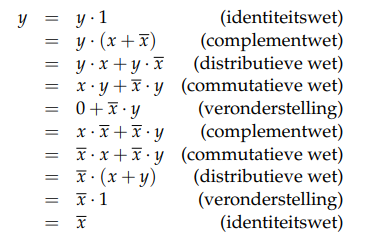 y = y · 1 (identiteitswet)
= y · (x + x̅) (complementwet)
= y · x + y · x̅ (distributieve wet)
= x · y + x̅ · y (commutatieve wet)
= 0 + x̅ · y (veronderstelling)
= x · x̅ + x̅ · y (complementwet)
= x̅ · x + x̅ · y (commutatieve wet)
= x̅ · (x + y) (distributieve wet)
= x̅ · 1 (veronderstelling)
= x̅ (identiteitswet)